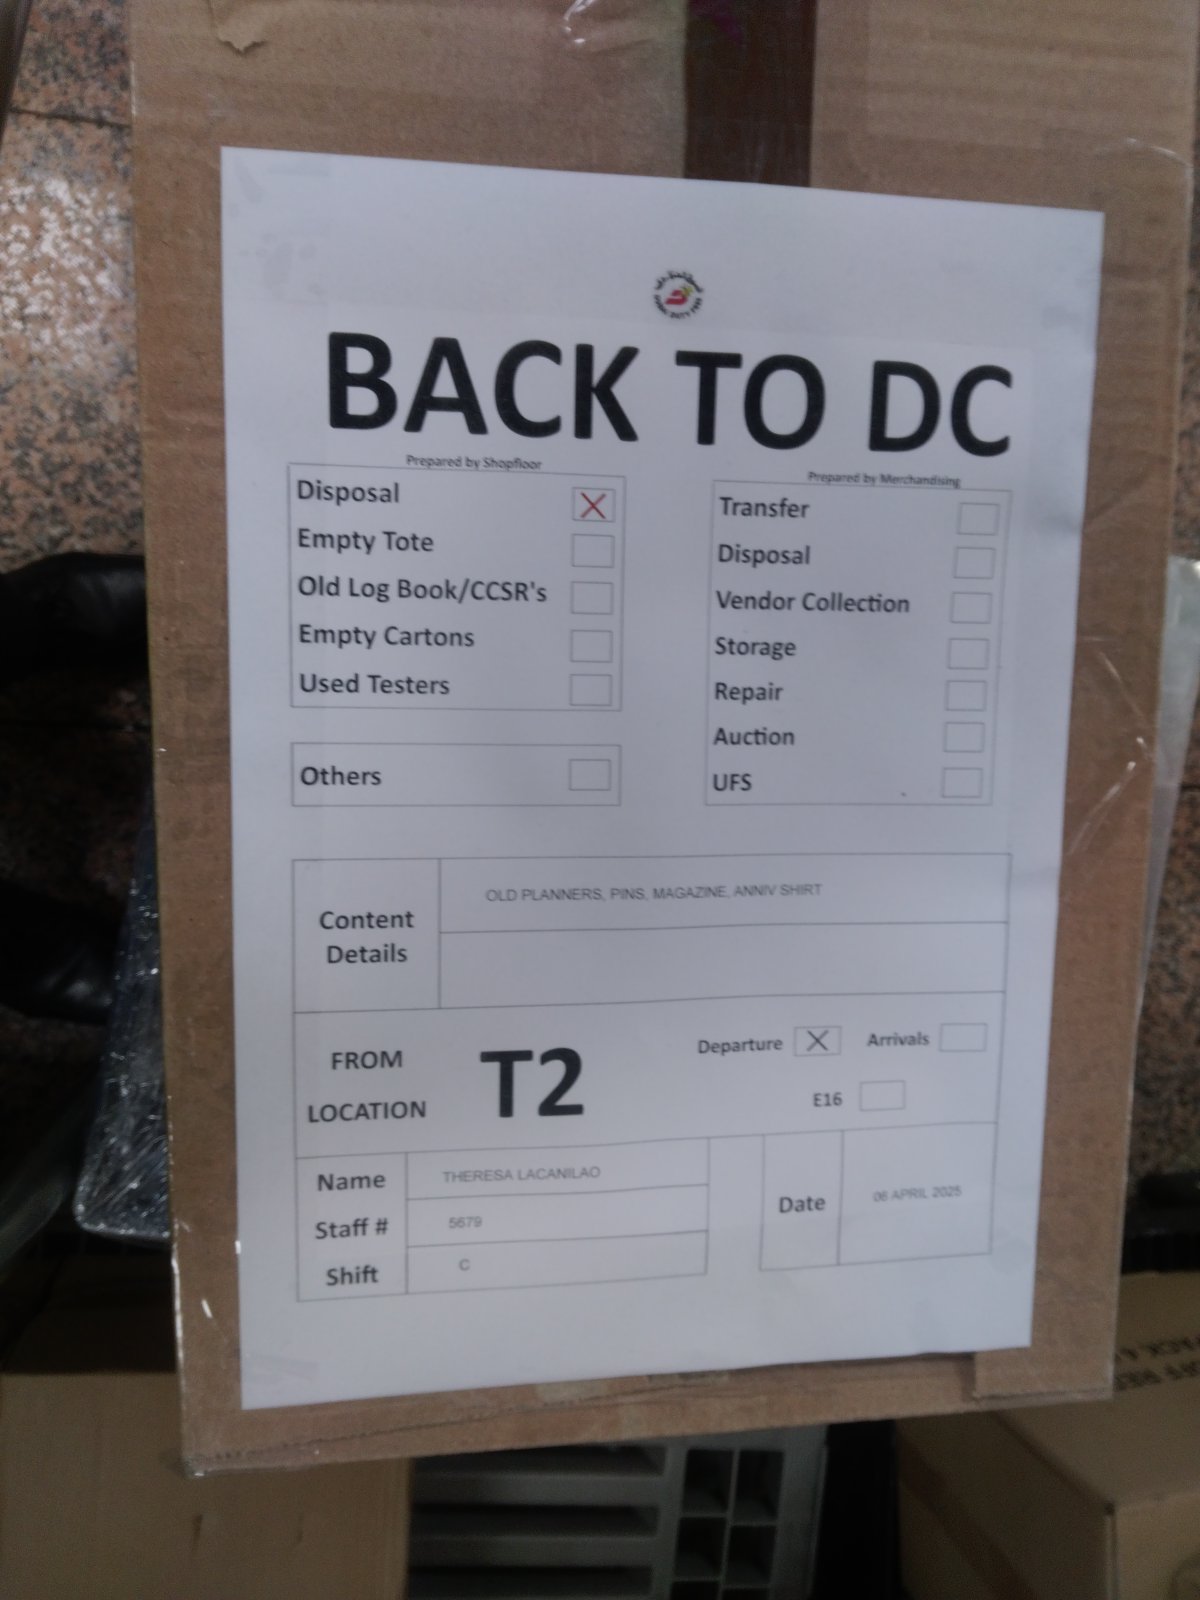 BACK TO DC
Prepared by Shopfloor
Disposal X
Empty Tote
Old Log Book/CCSR's
Empty Cartons
Used Testers
Others
Prepared by Merchandising
Transfer
Disposal
Vendor Collection
Storage
Repair
Auction
UFS
Content Details
OLD PLANNERS, PINS, MAGAZINE, ANNIV SHIRT
FROM LOCATION
T2
Departure X Arrivals
E16
Name THERESA LACANILAO
Staff # 5679
Shift C
Date 06 APRIL 2025